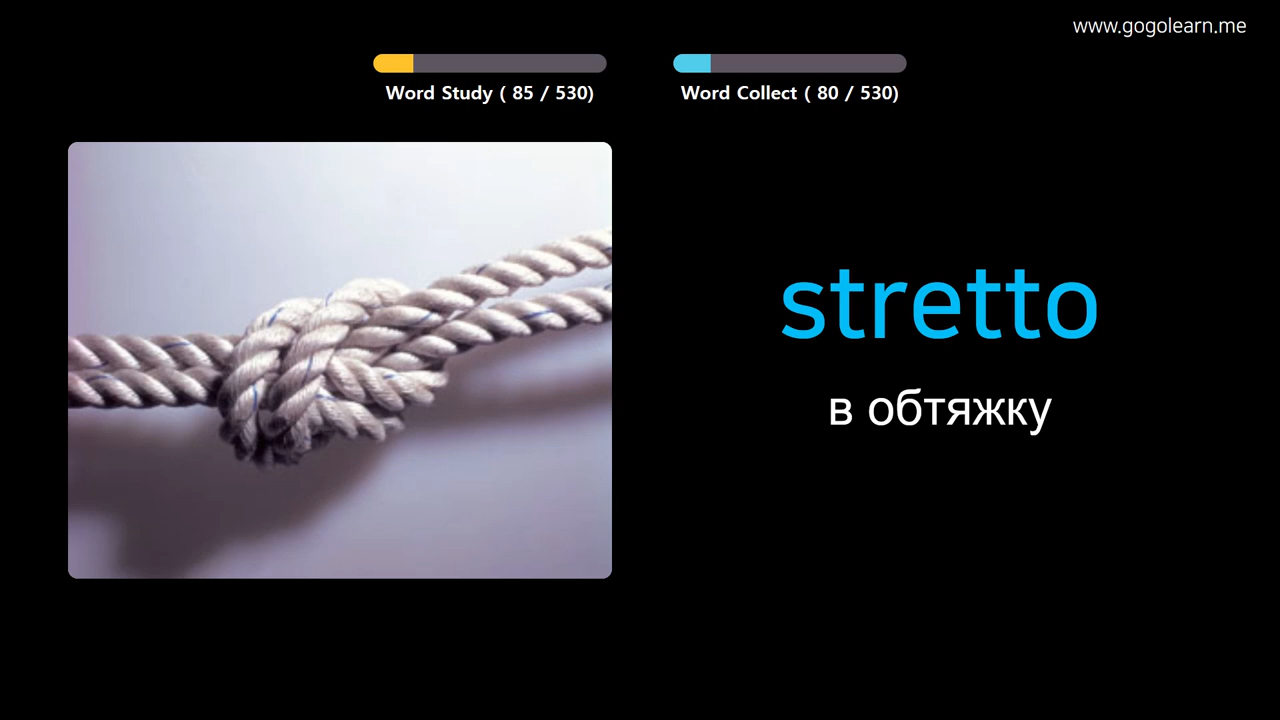 www.gogolearn.me
Word Study ( 85 / 530)
Word Collect ( 80 / 530)
stretto
в обтяжку